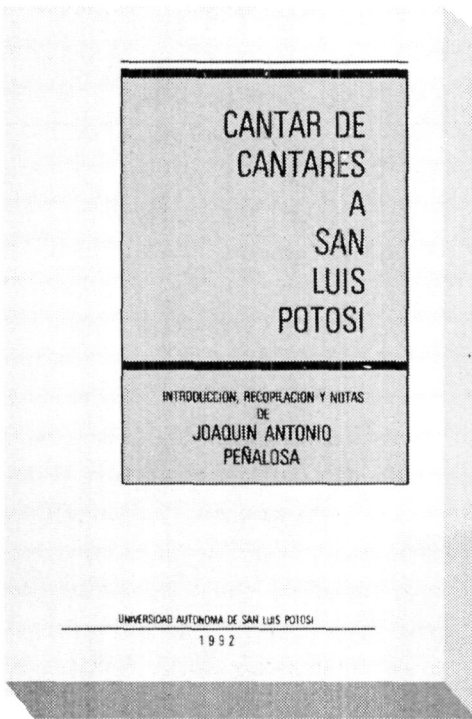 CANTAR DE
CANTARES
A
SAN
LUIS
POTOSI
INTRODUCCION, RECOPILACION Y NOTAS
DE
JOAQUIN ANTONIO
PEÑALOSA
UNIVERSIDAD AUTONOMA DE SAN LUIS POTOSI
1992